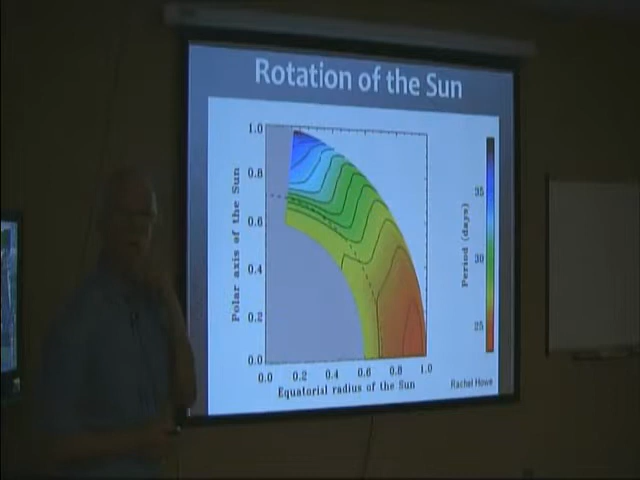 Rotation of the Sun
1.0
0.8
0.6
0.4
0.2
0.0
Polar axis of the Sun
0.0 0.2 0.4 0.6 0.8 1.0
Equatorial radius of the Sun
35
30
25
Period (days)
Rachel Howe